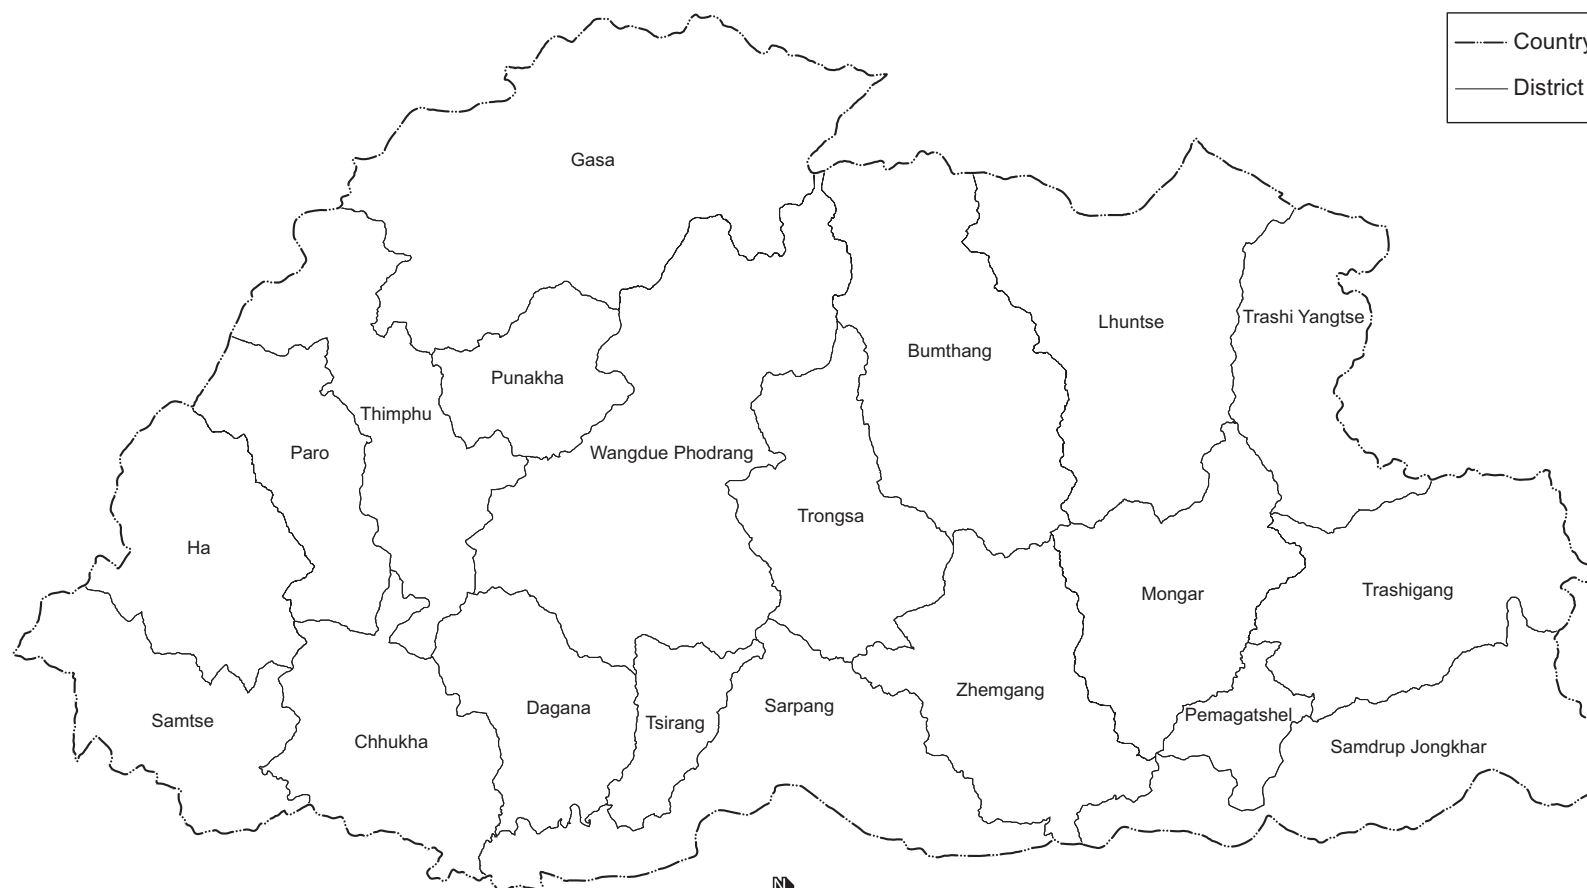 Country
District
Gasa
Lhuntse
Trashi Yangtse
Bumthang
Punakha
Thimphu
Paro
Wangdue Phodrang
Trongsa
Ha
Mongar
Trashigang
Zhemgang
Dagana
Sarpang
Pemagatshel
Samtse
Tsirang
Chhukha
Samdrup Jongkhar
N